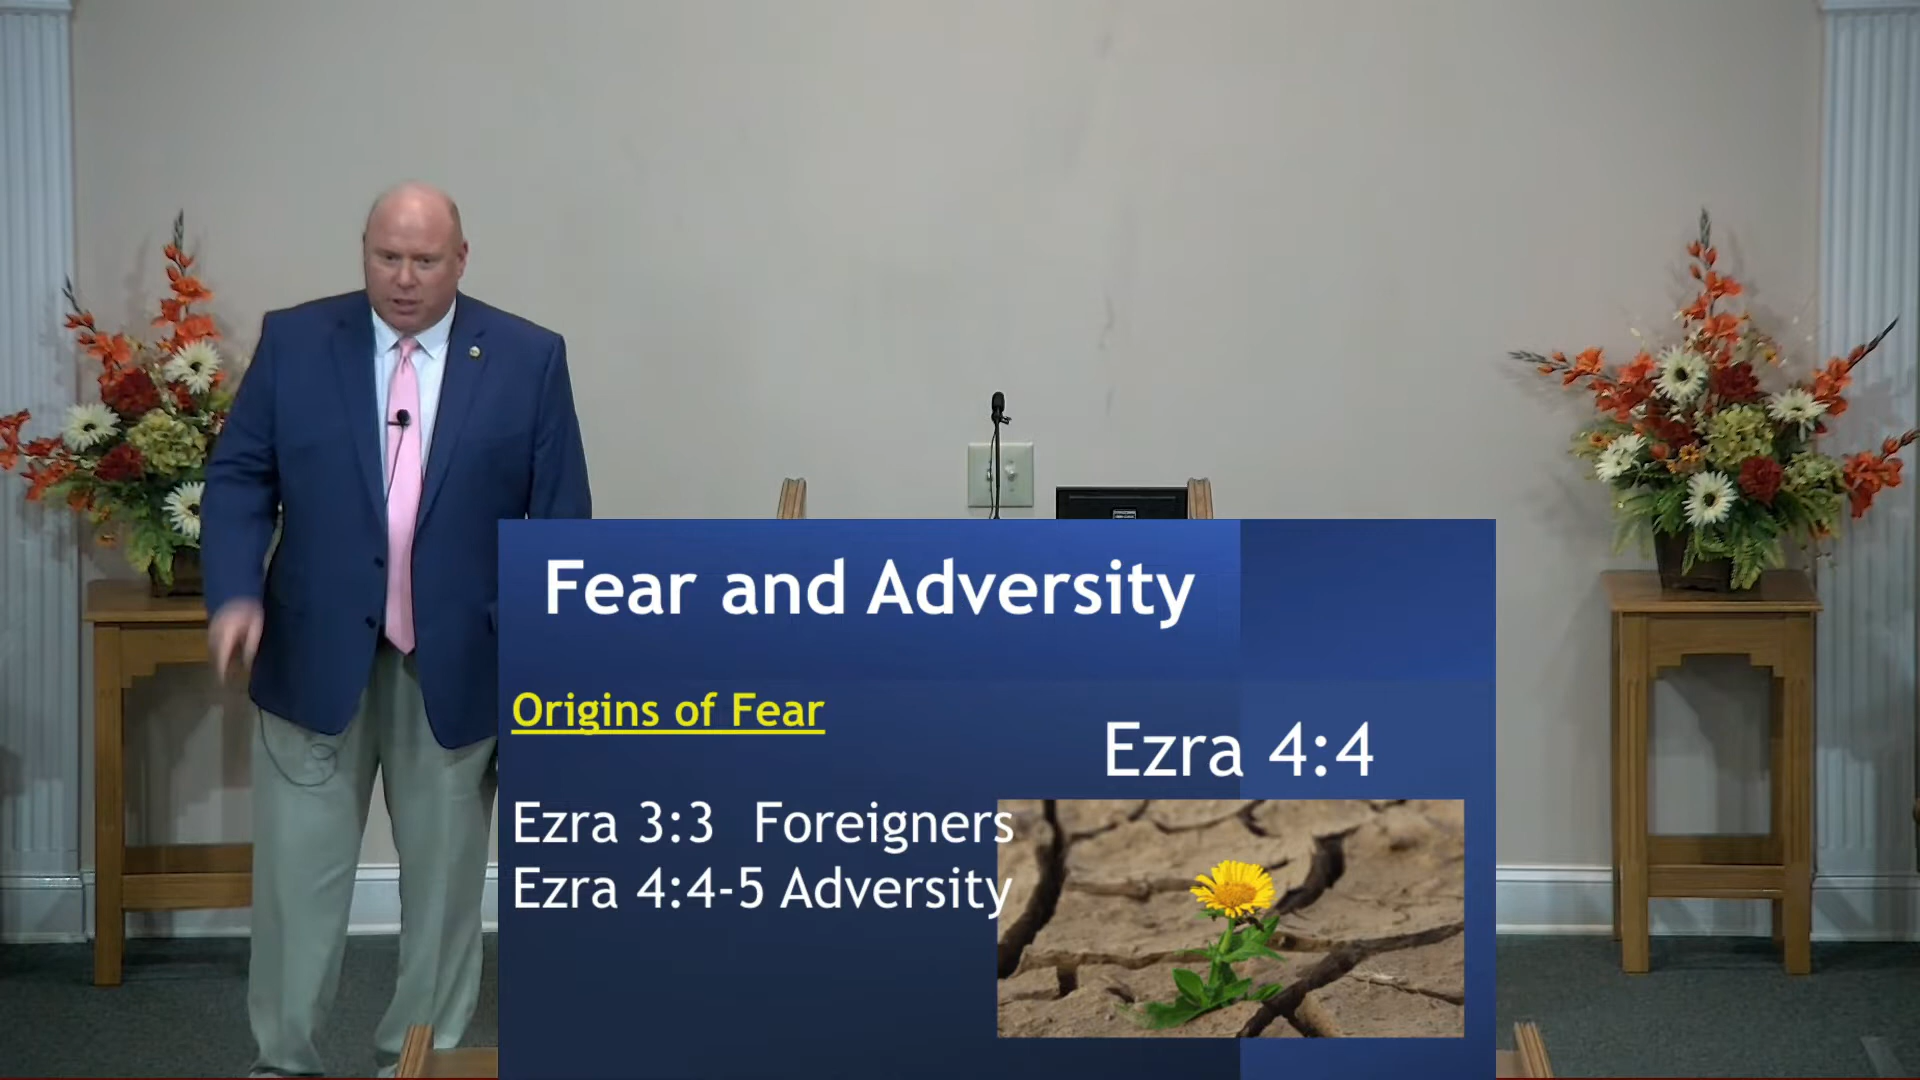 Fear and Adversity
Origins of Fear
Ezra 4:4
Ezra 3:3 Foreigners
Ezra 4:4-5 Adversity